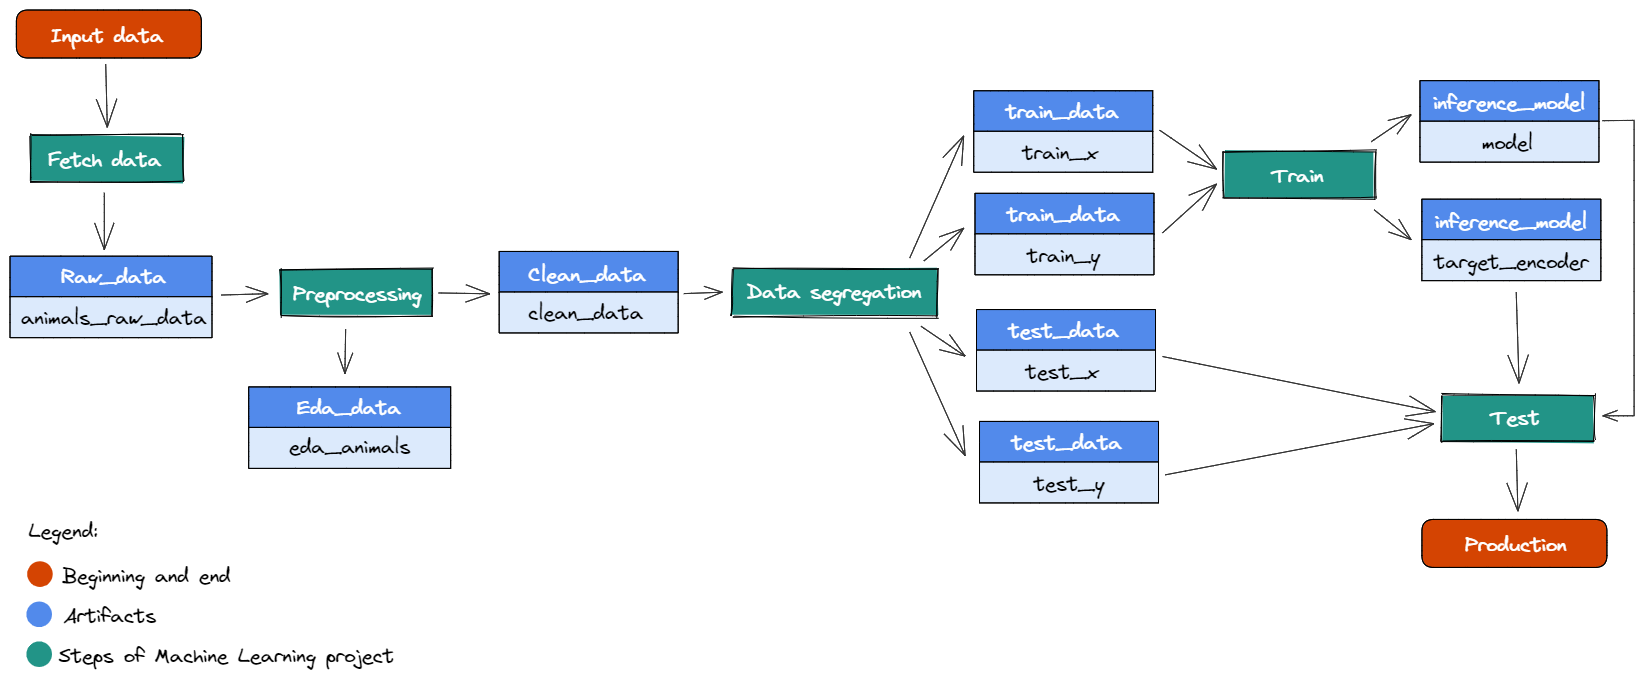 Input data
Fetch data
Raw_data
animals_raw_data
Preprocessing
Eda_data
eda_animals
Clean_data
clean_data
Data segregation
train_data
train_x
train_data
train_y
test_data
test_x
test_data
test_y
Train
inference_model
model
inference_model
target_encoder
Test
Production
Legend:
Beginning and end
Artifacts
Steps of Machine Learning project